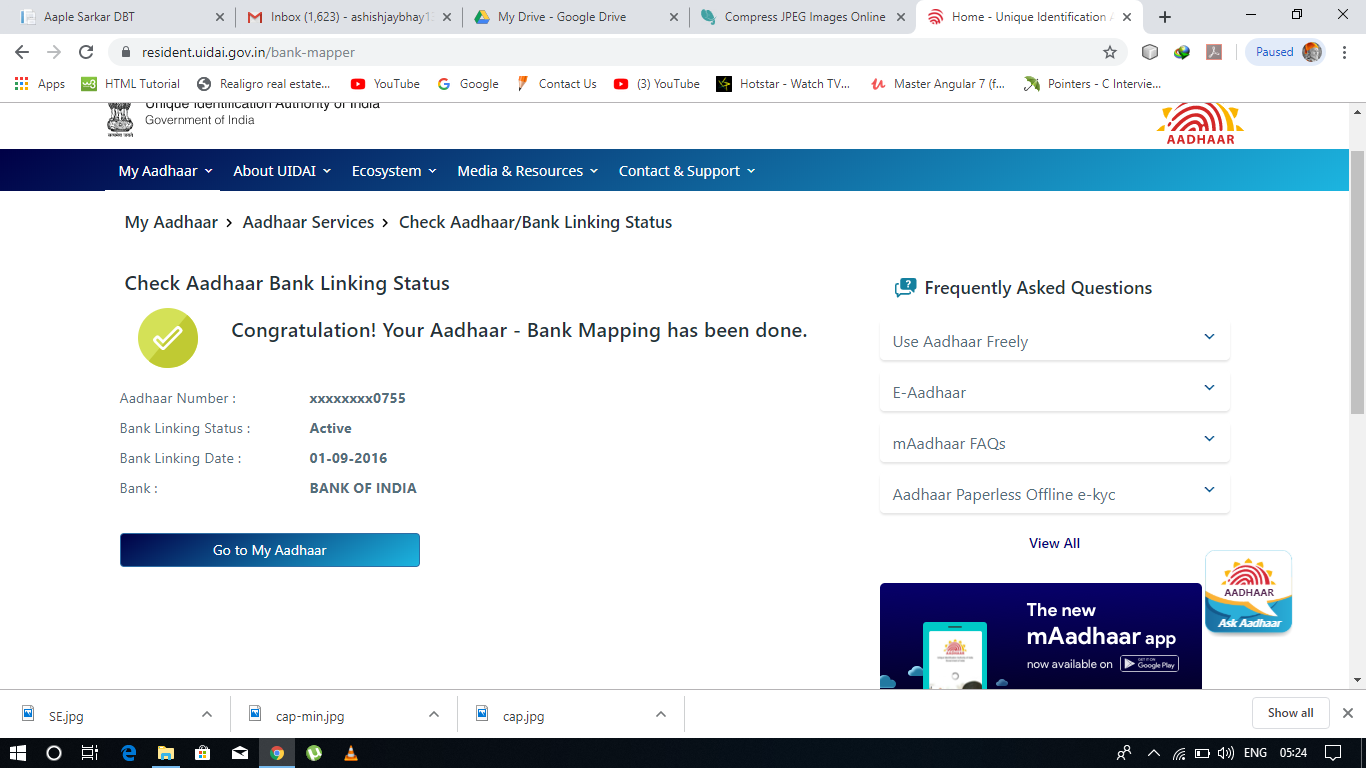 Aaple Sarkar DBT
Inbox (1,623) - ashishjaybhay1
My Drive - Google Drive
Compress JPEG Images Online
Home - Unique Identification A
resident.uidai.gov.in/bank-mapper
Paused
Apps
HTML Tutorial
Realigro real estate...
YouTube
Google
Contact Us
(3) YouTube
Hotstar - Watch TV...
Master Angular 7 (f...
Pointers - C Intervie...
Unique Identification Authority of India
Government of India
AADHAAR
My Aadhaar
About UIDAI
Ecosystem
Media & Resources
Contact & Support
My Aadhaar > Aadhaar Services > Check Aadhaar/Bank Linking Status
Check Aadhaar Bank Linking Status
Congratulation! Your Aadhaar - Bank Mapping has been done.
Aadhaar Number : xxxxxxxx0755
Bank Linking Status : Active
Bank Linking Date : 01-09-2016
Bank : BANK OF INDIA
Go to My Aadhaar
Frequently Asked Questions
Use Aadhaar Freely
E-Aadhaar
mAadhaar FAQs
Aadhaar Paperless Offline e-kyc
View All
AADHAAR
Ask Aadhaar
The new
mAadhaar app
now available on
GET IT ON
Google Play
SE.jpg
cap-min.jpg
cap.jpg
Show all
ENG
05:24